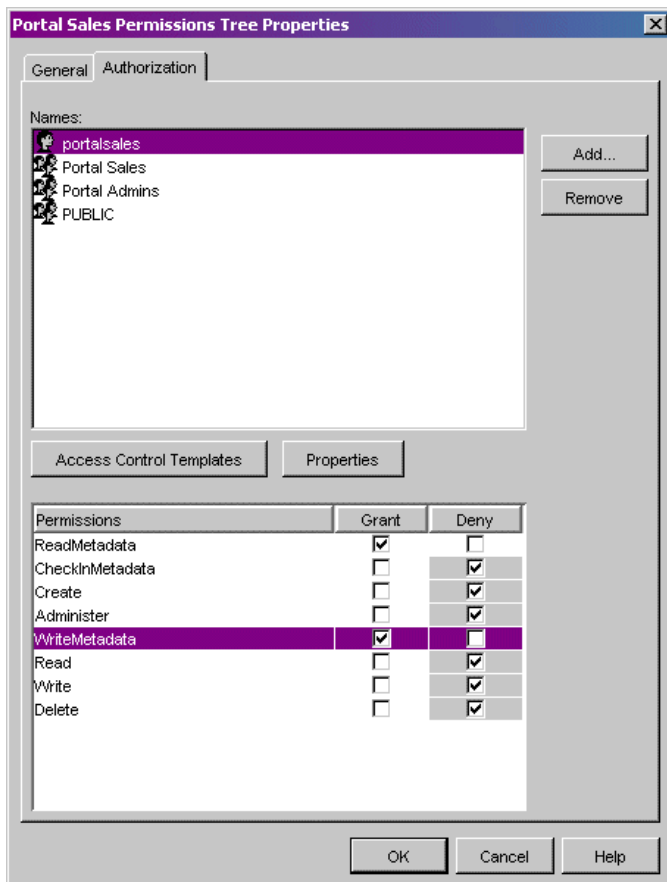 Portal Sales Permissions Tree Properties
General Authorization
Names:
portalsales
Portal Sales
Portal Admins
PUBLIC
Add...
Remove
Access Control Templates Properties
Permissions Grant Deny
ReadMetadata
CheckInMetadata
Create
Administer
WriteMetadata
Read
Write
Delete
OK Cancel Help